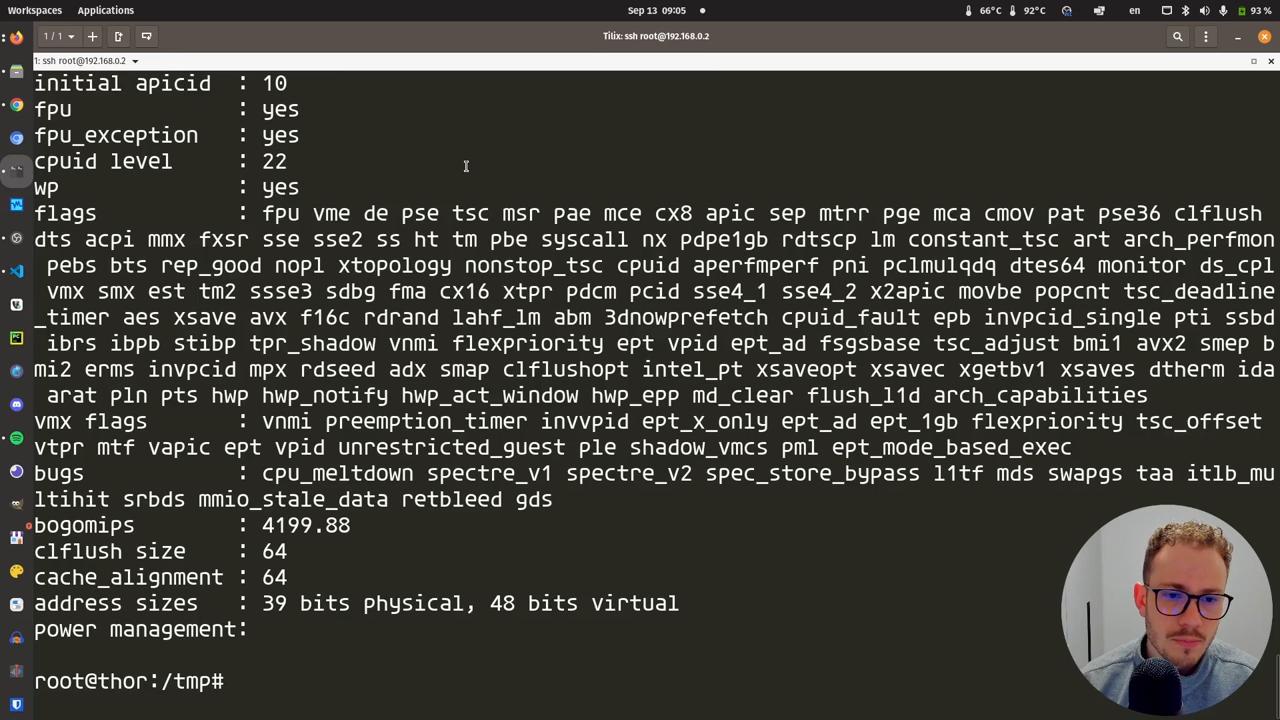 Workspaces Applications Sep 13 09:05 66°C 92°C en 93 %
1 / 1 Tilix: ssh root@192.168.0.2
1: ssh root@192.168.0.2
initial apicid : 10
fpu : yes
fpu_exception : yes
cpuid level : 22
wp : yes
flags : fpu vme de pse tsc msr pae mce cx8 apic sep mtrr pge mca cmov pat pse36 clflush
dts acpi mmx fxsr sse sse2 ss ht tm pbe syscall nx pdpe1gb rdtscp lm constant_tsc art arch_perfmon
pebs bts rep_good nopl xtopology nonstop_tsc cpuid aperfmperf pni pclmulqdq dtes64 monitor ds_cpl
vmx smx est tm2 ssse3 sdbg fma cx16 xtpr pdcm pcid sse4_1 sse4_2 x2apic movbe popcnt tsc_deadline
_timer aes xsave avx f16c rdrand lahf_lm abm 3dnowprefetch cpuid_fault epb invpcid_single pti ssbd
ibrs ibpb stibp tpr_shadow vnmi flexpriority ept vpid ept_ad fsgsbase tsc_adjust bmi1 avx2 smep b
mi2 erms invpcid mpx rdseed adx smap clflushopt intel_pt xsaveopt xsavec xgetbv1 xsaves dtherm ida
arat pln pts hwp hwp_notify hwp_act_window hwp_epp md_clear flush_l1d arch_capabilities
vmx flags : vnmi preemption_timer invvpid ept_x_only ept_ad ept_1gb flexpriority tsc_offset
vtpr mtf vapic ept vpid unrestricted_guest ple shadow_vmcs pml ept_mode_based_exec
bugs : cpu_meltdown spectre_v1 spectre_v2 spec_store_bypass l1tf mds swapgs taa itlb_mu
ltihit srbds mmio_stale_data retbleed gds
bogomips : 4199.88
clflush size : 64
cache_alignment : 64
address sizes : 39 bits physical, 48 bits virtual
power management:
root@thor:/tmp#